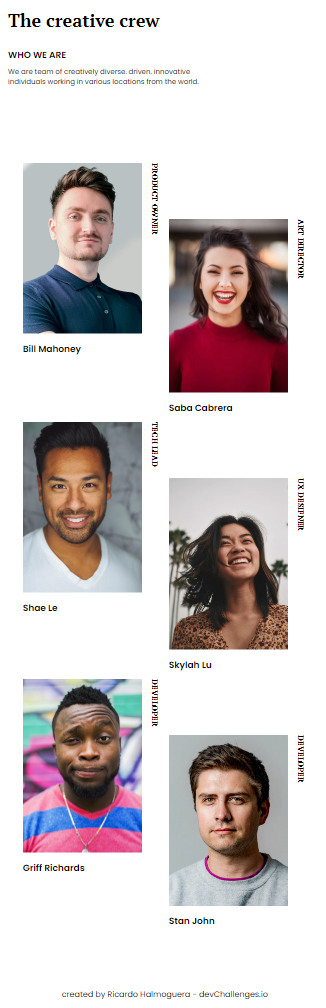 The creative crew
WHO WE ARE
We are team of creatively diverse. driven. innovative
individuals working in various locations from the world.
PRODUCT OWNER
Bill Mahoney
ART DIRECTOR
Saba Cabrera
TECH LEAD
Shae Le
UX DESIGNER
Skylah Lu
DEVELOPER
Griff Richards
DEVELOPER
Stan John
created by Ricardo Halmoguera - devChallenges.io